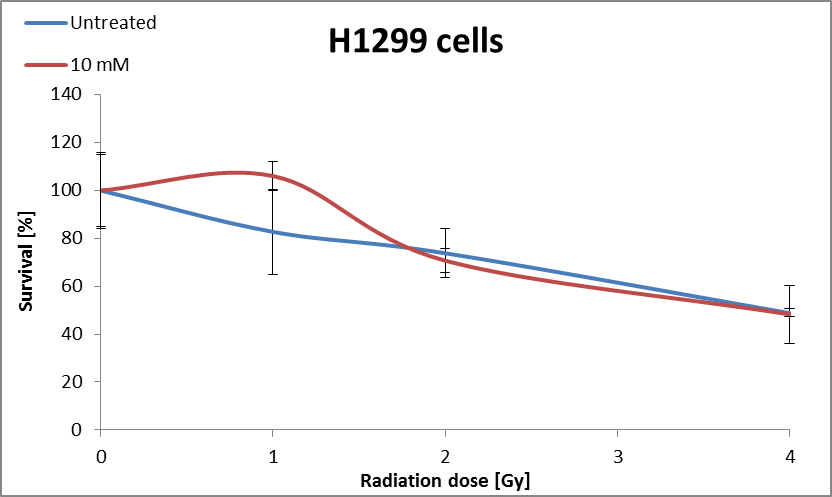 Untreated
H1299 cells
10 mM
140
120
100
80
60
40
20
0
Survival [%]
0 1 2 3 4
Radiation dose [Gy]